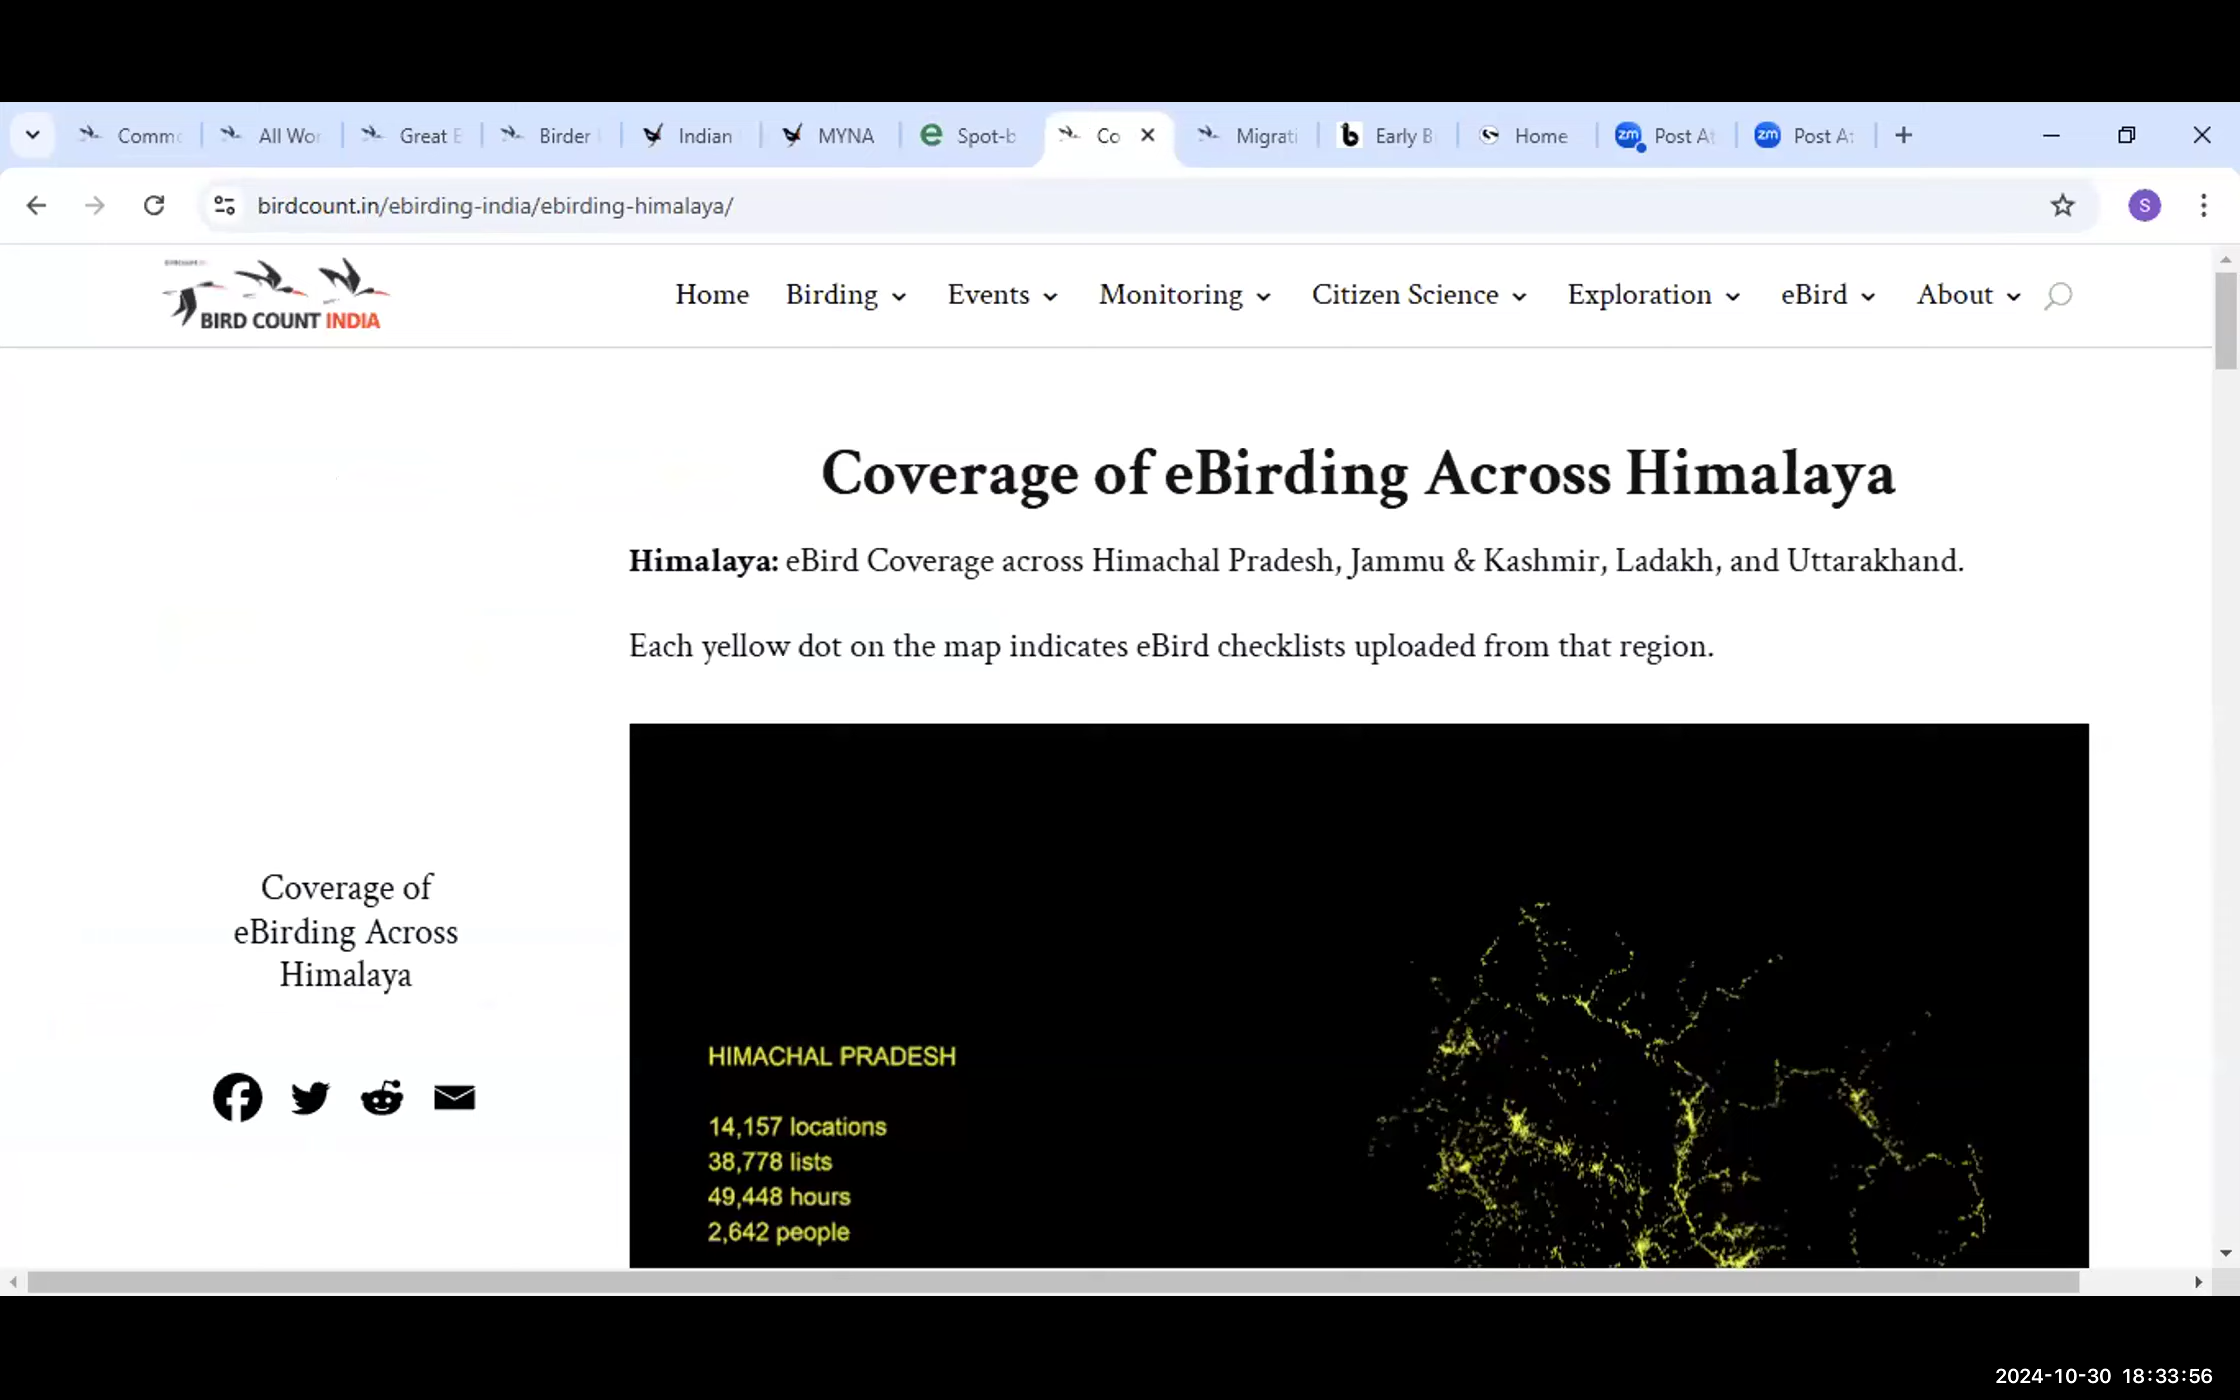 Comm
All Wo
Great
Birder
Indian
MYNA
Spot-b
Co
Migrati
Early B
Home
zm
Post A
zm
Post A
birdcount.in/ebirding-india/ebirding-himalaya/
S
BIRD COUNT INDIA
Home
Birding
Events
Monitoring
Citizen Science
Exploration
eBird
About
Coverage of eBirding Across Himalaya
Himalaya: eBird Coverage across Himachal Pradesh, Jammu & Kashmir, Ladakh, and Uttarakhand.
Each yellow dot on the map indicates eBird checklists uploaded from that region.
Coverage of
eBirding Across
Himalaya
HIMACHAL PRADESH
14,157 locations
38,778 lists
49,448 hours
2,642 people
2024-10-30 18:33:56